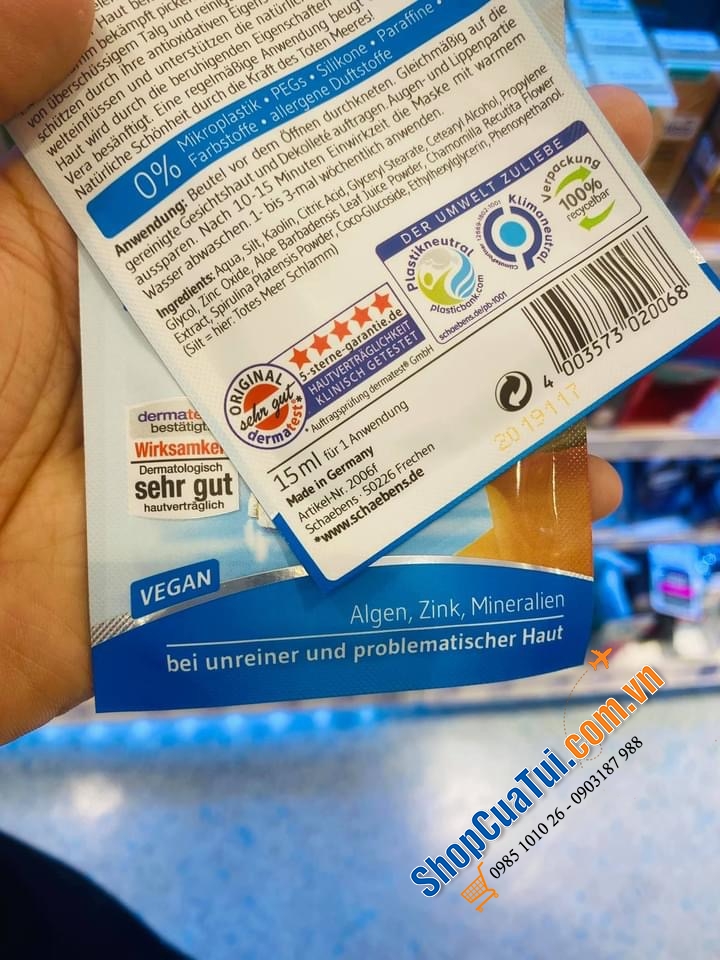 Haut
bekämpft
von überschüssigem Talg und
schützen durch ihre antioxidativen
welteinflüssen und unterstützen die
Haut wird durch die beruhigenden Eigenschaften
Vera besänftigt. Eine regelmäßige Anwendung beugt
Natürliche Schönheit durch die Kraft des Toten Meeres!
0% Mikroplastik • PEGs • Silikone • Paraffine •
Farbstoffe • allergene Duftstoffe
Anwendung: Beutel vor dem Öffnen durchkneten. Gleichmäßig auf die
gereinigte Gesichtshaut und Dekolleté auftragen. Augen- und Lippenpartie
aussparen. Nach 10-15 Minuten Einwirkzeit die Maske mit warmem
Wasser abwaschen. 1- bis 3-mal wöchentlich anwenden.
Ingredients: Aqua, Silt, Kaolin, Citric Acid, Glyceryl Stearate, Cetearyl Alcohol, Propylene
Glycol, Zinc Oxide, Aloe Barbadensis Leaf Juice Powder, Chamomilla Recutita Flower
Extract, Spirulina Platensis Powder, Coco-Glucoside, Ethylhexylglycerin, Phenoxyethanol.
(Silt = hier: Totes Meer Schlamm)
DER UMWELT ZULIEBE
Plastikneutral
plasticbank.com
schaebens.de/pb-1001
Klimaneutral
Verpackung
100%
recycelbar
ORIGINAL
sehr gut
dermatest®*
5-sterne-garantie.de
HAUTVERTRÄGLICHKEIT
KLINISCH GETESTET
* Auftragsprüfung dermatest® GmbH
4 003573 020068
2019117
15 ml für 1 Anwendung
Made in Germany
Artikel-Nr. 2006f
Schaebens · 50226 Frechen
*www.schaebens.de
bestätigt
Dermatologisch
sehr gut
hautverträglich
VEGAN
Algen, Zink, Mineralien
bei unreiner und problematischer Haut
ShopCuaTui.com.vn
0985 1010 26 - 0903187 988